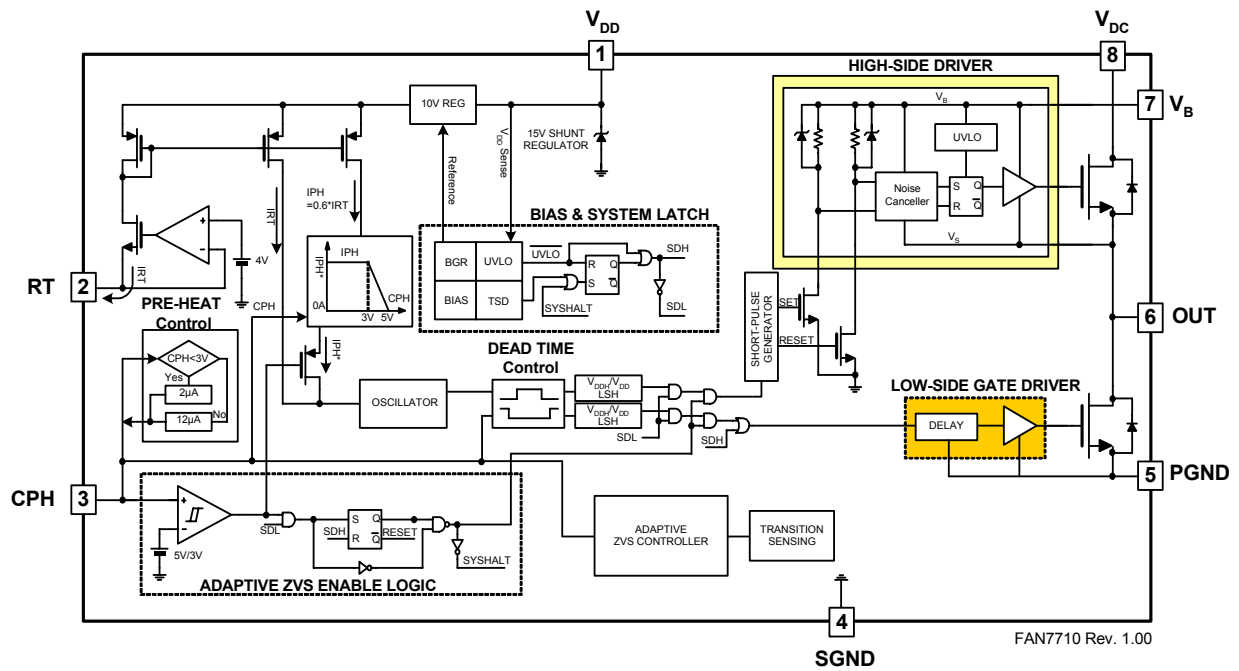 VDD
VDC
1
8
HIGH-SIDE DRIVER
10V REG
VB
7
VB
15V SHUNT
REGULATOR
UVLO
Reference
VDD Sense
IPH
=0.6*IRT
IRT
Noise
Canceller
S
Q
R
Q
VS
BIAS & SYSTEM LATCH
4V
IPH*
IPH
CPH
0A
3V
5V
BGR
UVLO
BIAS
TSD
UVLO
R
Q
S
Q
SDH
SYSHALT
SDL
RT
2
IRT
PRE-HEAT
Control
CPH
CPH<3V
Yes
2µA
No
12µA
IPH*
SHORT-PULSE
GENERATOR
SET
RESET
6
OUT
DEAD TIME
Control
OSCILLATOR
VDDH/VDD
LSH
VDDH/VDD
LSH
SDL
SDH
LOW-SIDE GATE DRIVER
DELAY
5
PGND
CPH
3
+
-
5V/3V
SDL
SDH
S
Q
R
Q
RESET
SYSHALT
ADAPTIVE ZVS ENABLE LOGIC
ADAPTIVE
ZVS CONTROLLER
TRANSITION
SENSING
4
SGND
FAN7710 Rev. 1.00